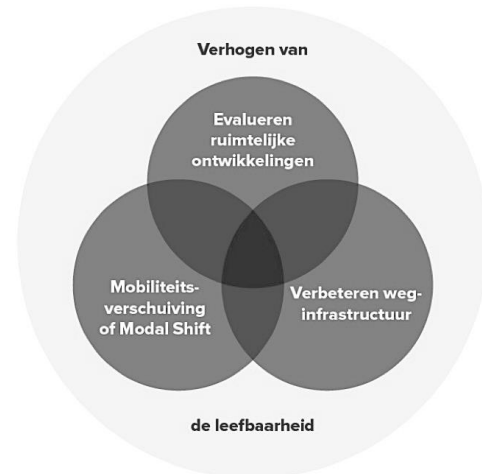 Verhogen van
Evalueren
ruimtelijke
ontwikkelingen
Mobiliteits-
verschuiving
of Modal Shift
Verbeteren weg-
infrastructuur
de leefbaarheid